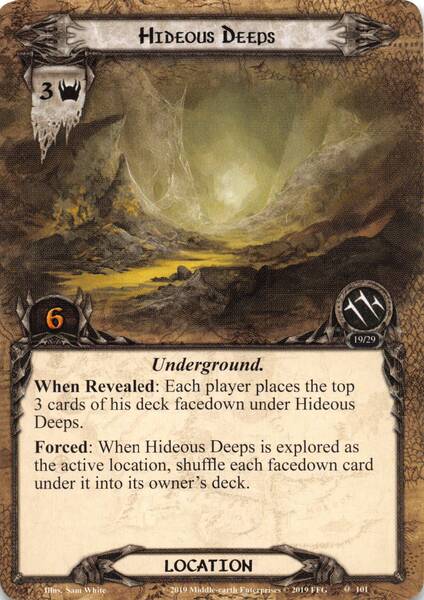 Hideous Deeps
3
6
19/29
Underground.
When Revealed: Each player places the top
3 cards of his deck facedown under Hideous
Deeps.
Forced: When Hideous Deeps is explored as
the active location, shuffle each facedown card
under it into its owner's deck.
LOCATION
Illus. Sam White
© 2019 Middle-earth Enterprises © 2019 FFG
101